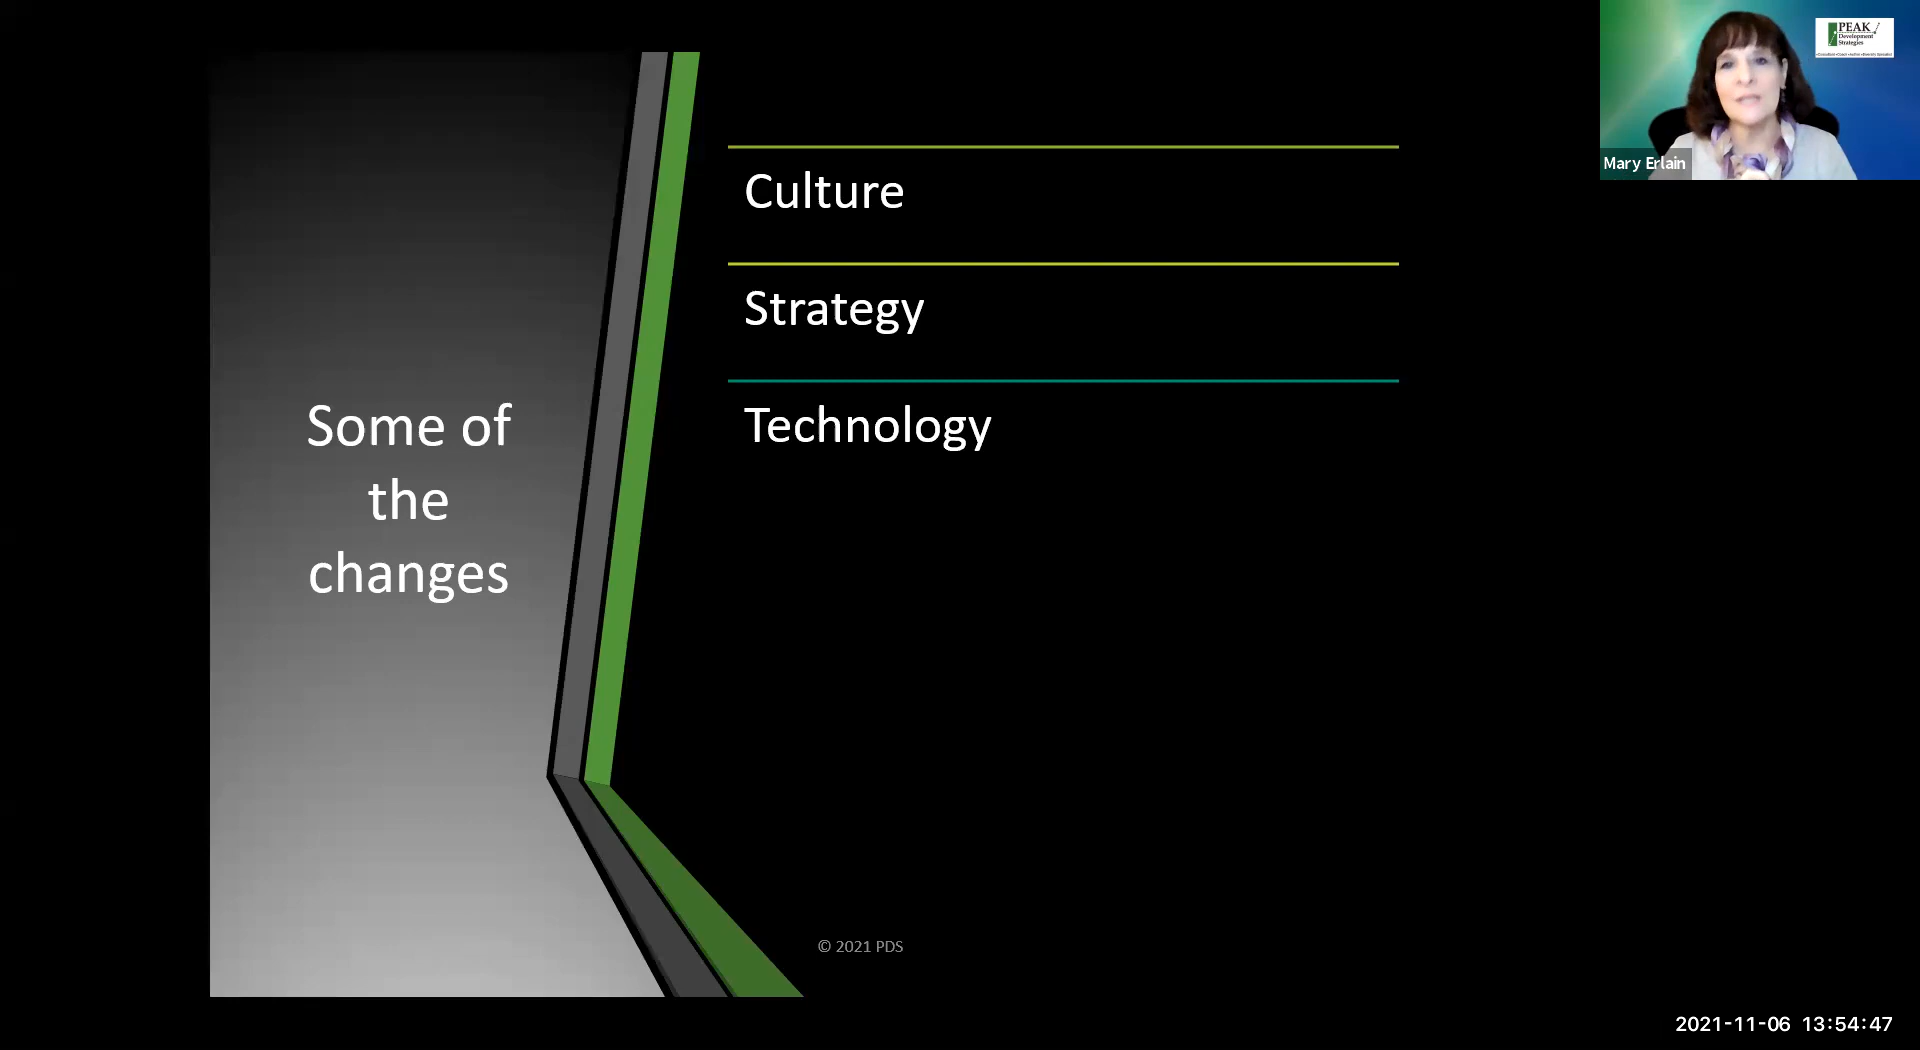 Some of
the
changes
Culture
Strategy
Technology
© 2021 PDS
PEAK
Development
Strategies
Mary Erlain
2021-11-06 13:54:47